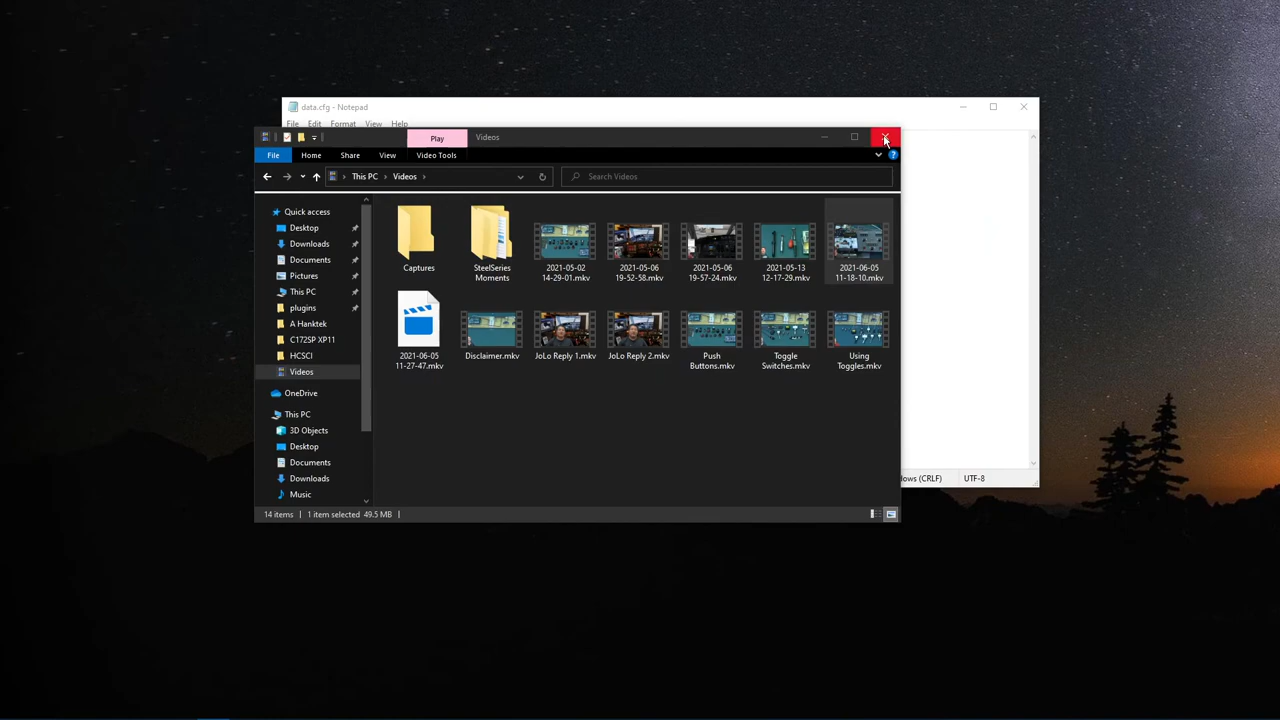 data.cfg - Notepad
File Edit Format View Help
Play Videos
File Home Share View Video Tools
This PC Videos Search Videos
Quick access
Desktop
Downloads
Documents
Pictures
This PC
plugins
A Hanktek
C172SP XP11
HCSCI
Videos
OneDrive
This PC
3D Objects
Desktop
Documents
Downloads
Music
Captures
SteelSeries
Moments
2021-05-02
14-29-01.mkv
2021-05-06
19-52-58.mkv
2021-05-06
19-57-24.mkv
2021-05-13
12-17-29.mkv
2021-06-05
11-18-10.mkv
2021-06-05
11-27-47.mkv
Disclaimer.mkv
JoLo Reply 1.mkv
JoLo Reply 2.mkv
Push
Buttons.mkv
Toggle
Switches.mkv
Using
Toggles.mkv
14 items 1 item selected 49.5 MB
(CRLF) UTF-8